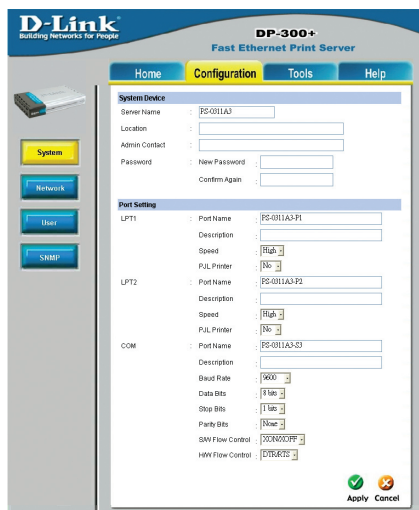 D-Link
Building Networks for People
DP-300+
Fast Ethernet Print Server
Home Configuration Tools Help
System
Network
User
SNMP
System Device
Server Name : PS-0311A3
Location :
Admin Contact :
Password : New Password :
Confirm Again :
Port Setting
LPT1 : Port Name : PS-0311A3-P1
Description :
Speed : High
PJL Printer : No
LPT2 : Port Name : PS-0311A3-P2
Description :
Speed : High
PJL Printer : No
COM : Port Name : PS-0311A3-S3
Description :
Baud Rate : 9600
Data Bits : 8 bits
Stop Bits : 1 bits
Parity Bits : None
S/W Flow Control : XON/XOFF
H/W Flow Control : DTR/RTS
Apply Cancel